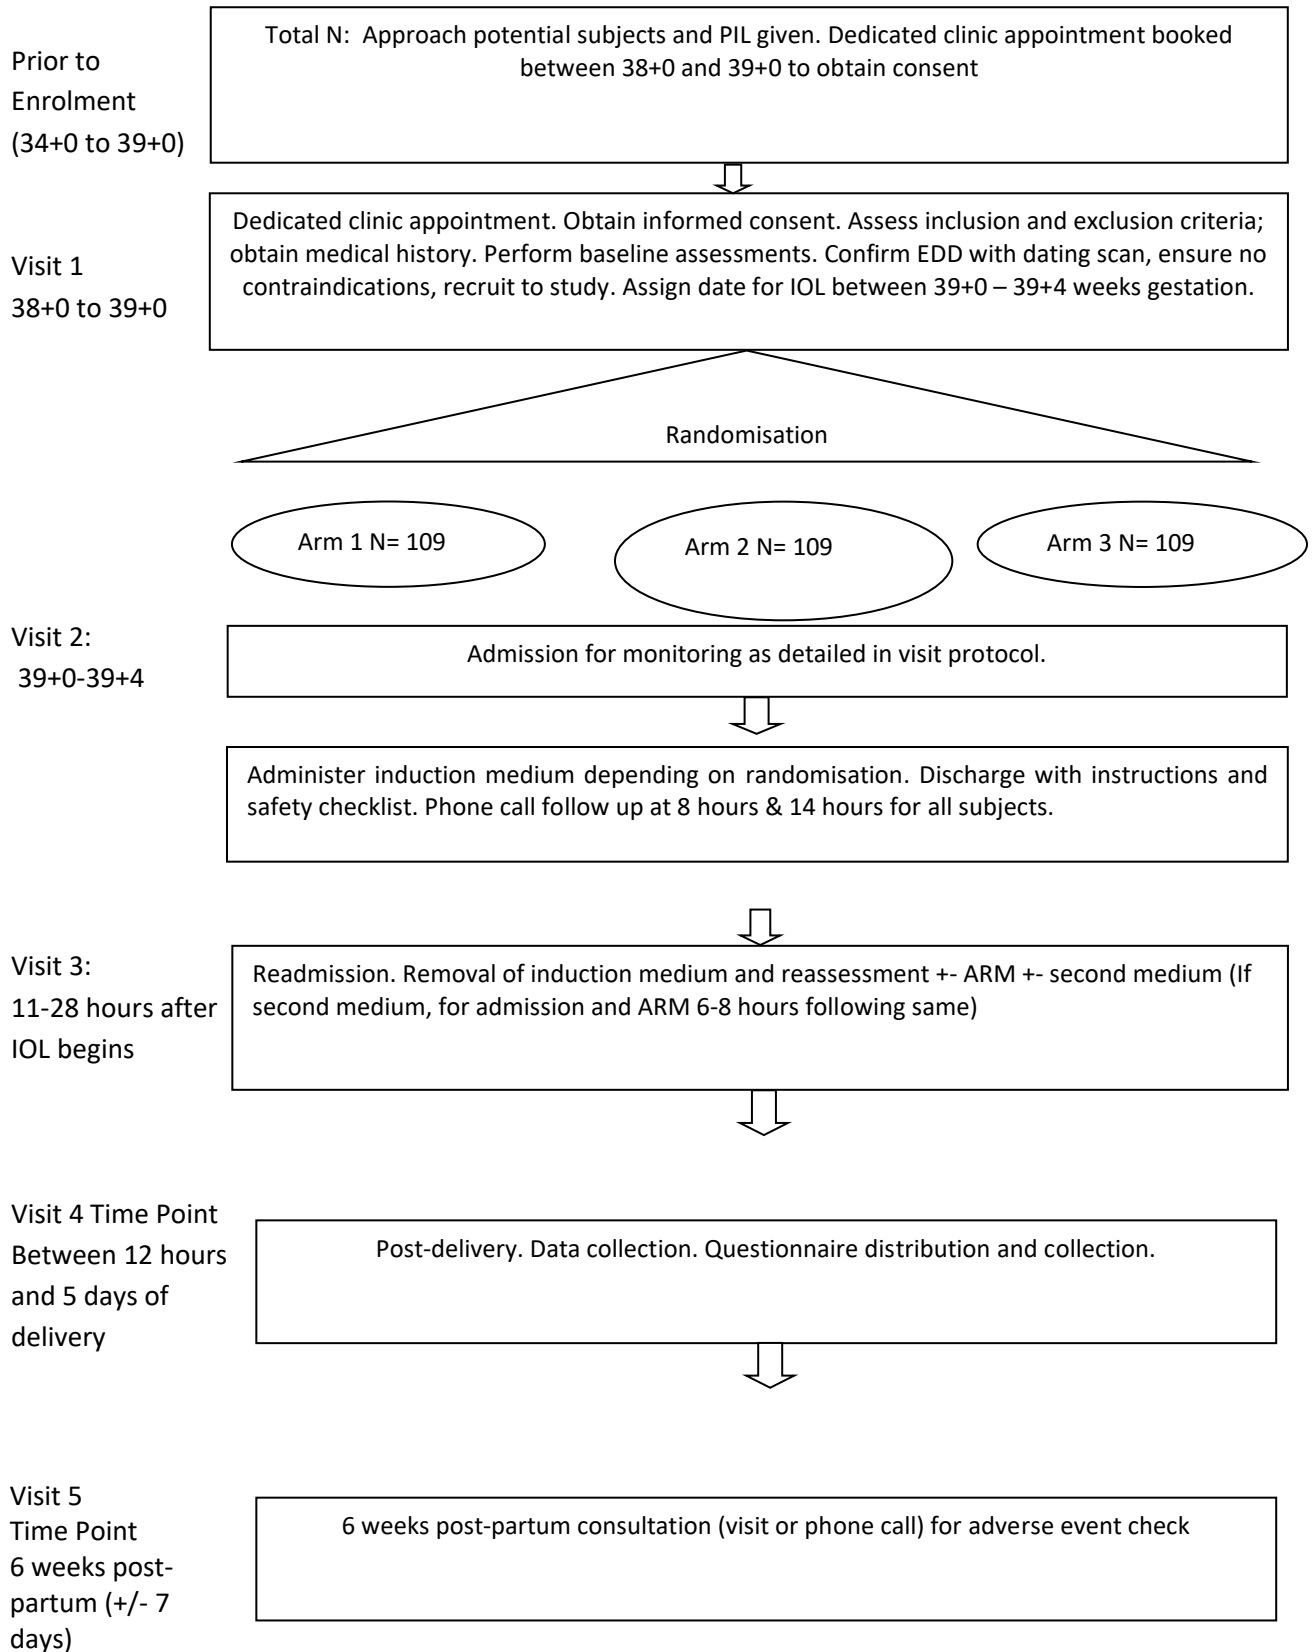 Prior to
Enrolment
(34+0 to 39+0)
Total N:  Approach potential subjects and PIL given. Dedicated clinic appointment booked
between 38+0 and 39+0 to obtain consent
Visit 1
38+0 to 39+0
Dedicated clinic appointment. Obtain informed consent. Assess inclusion and exclusion criteria;
obtain medical history. Perform baseline assessments. Confirm EDD with dating scan, ensure no
contraindications, recruit to study. Assign date for IOL between 39+0 – 39+4 weeks gestation.
Randomisation
Arm 1 N= 109
Arm 2 N= 109
Arm 3 N= 109
Visit 2:
39+0-39+4
Admission for monitoring as detailed in visit protocol.
Administer induction medium depending on randomisation. Discharge with instructions and
safety checklist. Phone call follow up at 8 hours & 14 hours for all subjects.
Visit 3:
11-28 hours after
IOL begins
Readmission. Removal of induction medium and reassessment +- ARM +- second medium (If
second medium, for admission and ARM 6-8 hours following same)
Visit 4 Time Point
Between 12 hours
and 5 days of
delivery
Post-delivery. Data collection. Questionnaire distribution and collection.
Visit 5
Time Point
6 weeks post-
partum (+/- 7
days)
6 weeks post-partum consultation (visit or phone call) for adverse event check